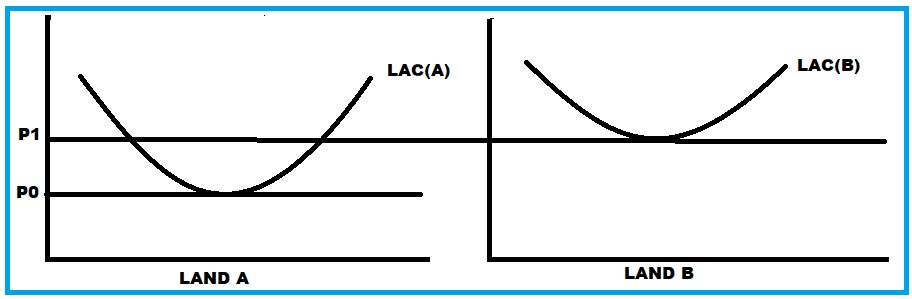 LAC(A)
LAC(B)
P1
P0
LAND A
LAND B